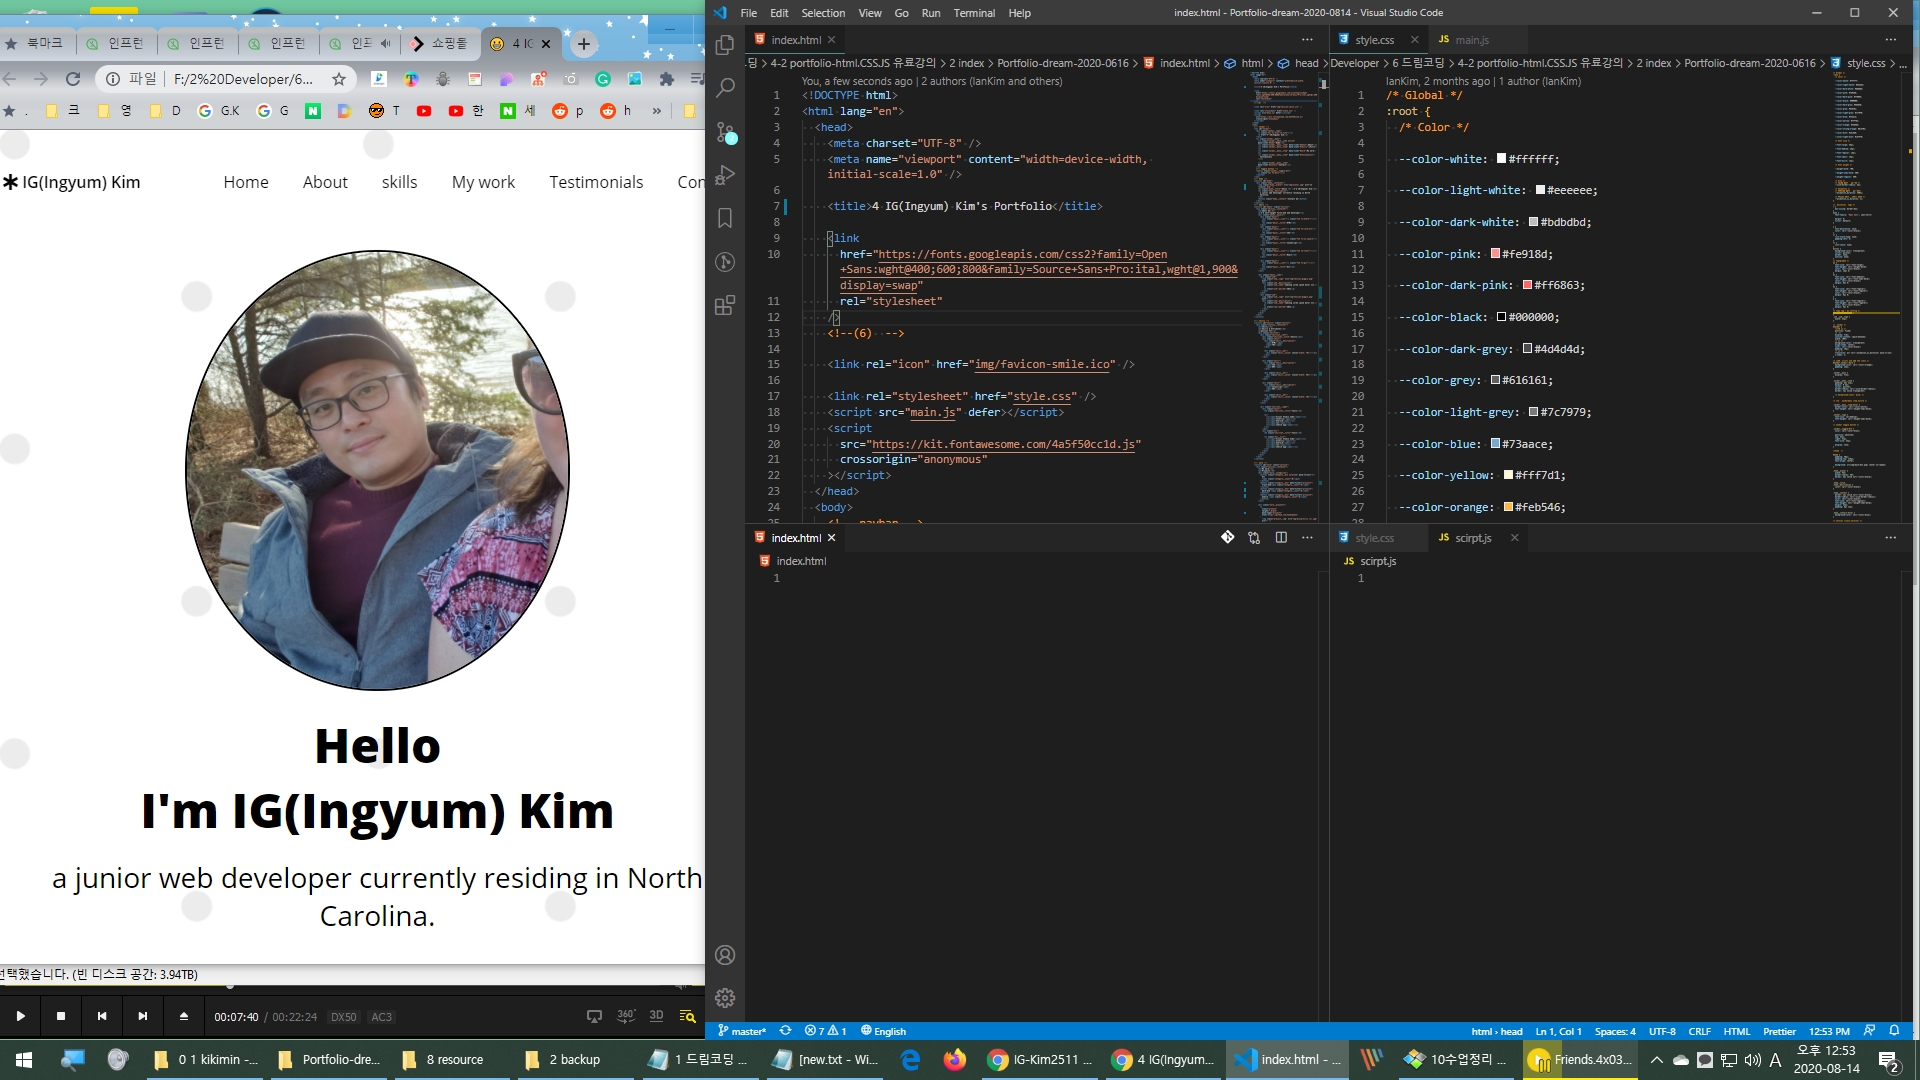 북마크
인프런
인프런
인프런
인프
쇼핑몰
4 IG
파일
F:/2%20Developer/6...
크
영
D
G.K
G
T
한
세
p
h
»
IG(Ingyum) Kim
Home
About
skills
My work
Testimonials
Con
Hello
I'm IG(Ingyum) Kim
a junior web developer currently residing in North
Carolina.
선택했습니다. (빈 디스크 공간: 3.94TB)
00:07:40 / 00:22:24 DX50 AC3
360°
3D
File Edit Selection View Go Run Terminal Help
index.html - Portfolio-dream-2020-0814 - Visual Studio Code
index.html
.딩 > 4-2 portfolio-html.CSS.JS 유료강의 > 2 index > Portfolio-dream-2020-0616 > index.html > html > head >
You, a few seconds ago | 2 authors (IanKim and others)
1 <!DOCTYPE html>
2 <html lang="en">
3 <head>
4 <meta charset="UTF-8" />
5 <meta name="viewport" content="width=device-width,
initial-scale=1.0" />
6
7 <title>4 IG(Ingyum) Kim's Portfolio</title>
8
9 <link
10 href="https://fonts.googleapis.com/css2?family=Open
+Sans:wght@400;600;800&family=Source+Sans+Pro:ital,wght@1,900&
display=swap"
11 rel="stylesheet"
12 />
13 <!--(6) -->
14
15 <link rel="icon" href="img/favicon-smile.ico" />
16
17 <link rel="stylesheet" href="style.css" />
18 <script src="main.js" defer></script>
19 <script
20 src="https://kit.fontawesome.com/4a5f50cc1d.js"
21 crossorigin="anonymous"
22 ></script>
23 </head>
24 <body>
25 <!-- navbar -->
style.css
main.js
Developer > 6 드림코딩 > 4-2 portfolio-html.CSS.JS 유료강의 > 2 index > Portfolio-dream-2020-0616 > style.css > ...
IanKim, 2 months ago | 1 author (IanKim)
1 /* Global */
2 :root {
3 /* Color */
4
5 --color-white: #ffffff;
6
7 --color-light-white: #eeeeee;
8
9 --color-dark-white: #bdbdbd;
10
11 --color-pink: #fe918d;
12
13 --color-dark-pink: #ff6863;
14
15 --color-black: #000000;
16
17 --color-dark-grey: #4d4d4d;
18
19 --color-grey: #616161;
20
21 --color-light-grey: #7c7979;
22
23 --color-blue: #73aace;
24
25 --color-yellow: #fff7d1;
26
27 --color-orange: #feb546;
28
index.html
index.html
1
style.css
JS scirpt.js
JS scirpt.js
1
master*
7
1
English
html > head
Ln 1, Col 1
Spaces: 4
UTF-8
CRLF
HTML
Prettier
12:53 PM
0 1 kikimin -...
Portfolio-dre...
8 resource
2 backup
1 드림코딩 ...
[new.txt - Wi...
IG-Kim2511 ...
4 IG(Ingyum...
index.html - ...
10수업정리 ...
Friends.4x03...
A
오후 12:53
2020-08-14
2